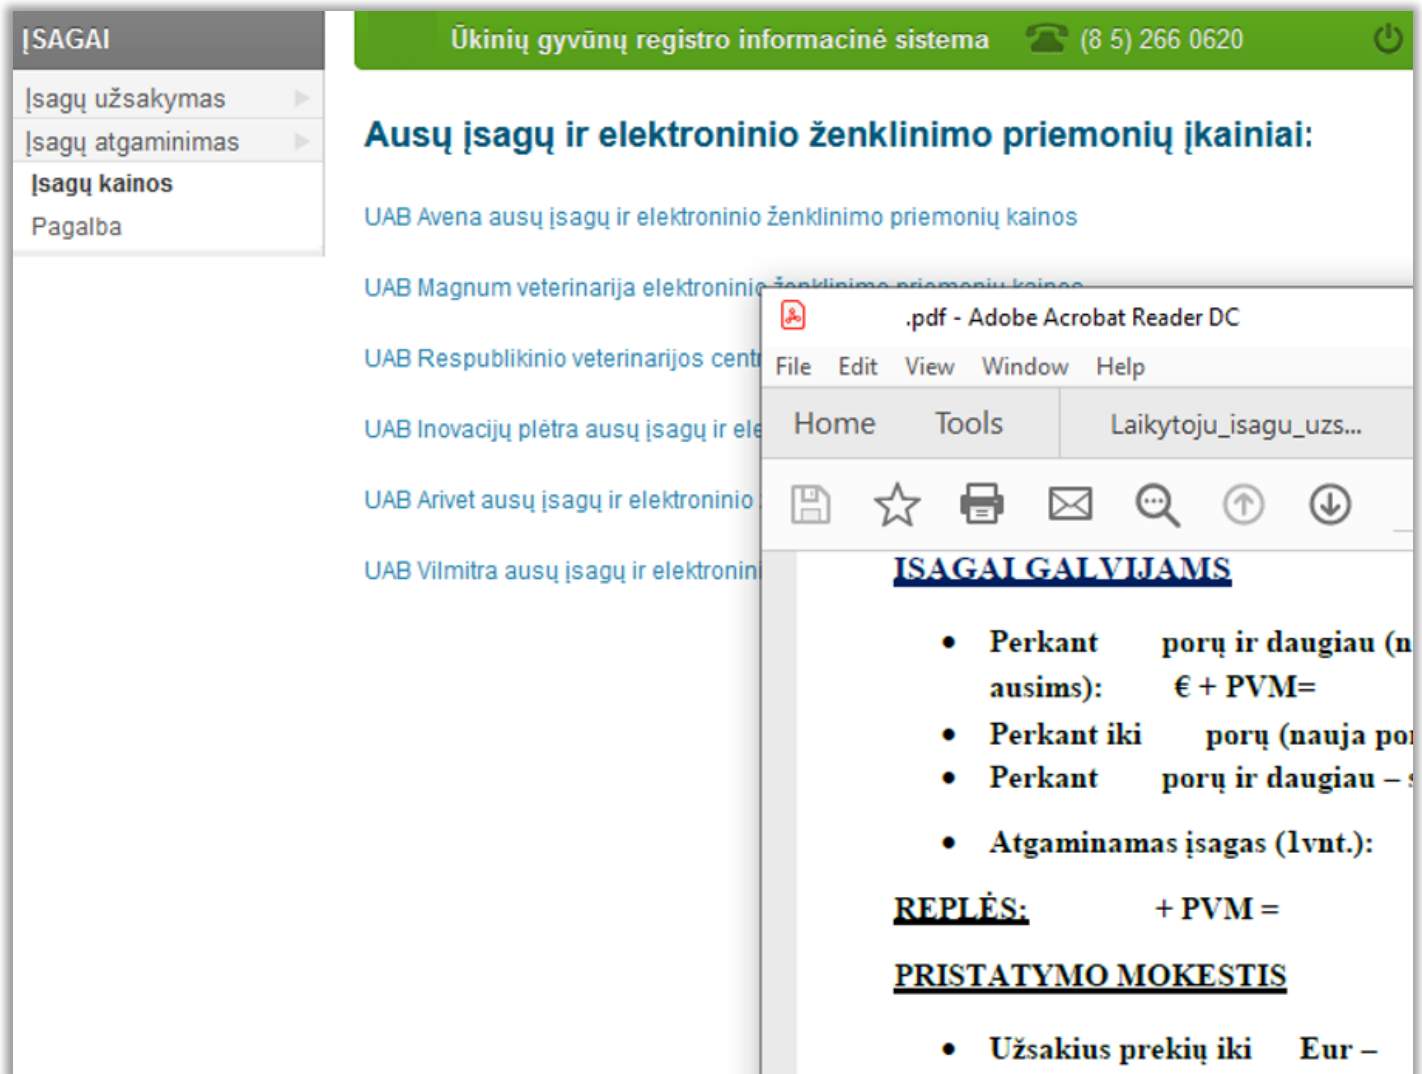 ĮSAGAI
Įsagų užsakymas
Įsagų atgaminimas
Įsagų kainos
Pagalba
Ūkinių gyvūnų registro informacinė sistema (8 5) 266 0620
Ausų įsagų ir elektroninio ženklinimo priemonių įkainiai:
UAB Avena ausų įsagų ir elektroninio ženklinimo priemonių kainos
UAB Magnum veterinarija elektroninio ženklinimo priemonių kainos
UAB Respublikinio veterinarijos cent
UAB Inovacijų plėtra ausų įsagų ir ele
UAB Arivet ausų įsagų ir elektroninio
UAB Vilmitra ausų įsagų ir elektronini
.pdf - Adobe Acrobat Reader DC
File Edit View Window Help
Home Tools Laikytoju_isagu_uzs...
ĮSAGAI GALVIJAMS
• Perkant porų ir daugiau (n
ausims): € + PVM=
• Perkant iki porų (nauja por
• Perkant porų ir daugiau – s
• Atgaminamas įsagas (1vnt.):
REPLĖS: + PVM =
PRISTATYMO MOKESTIS
• Užsakius prekių iki Eur –